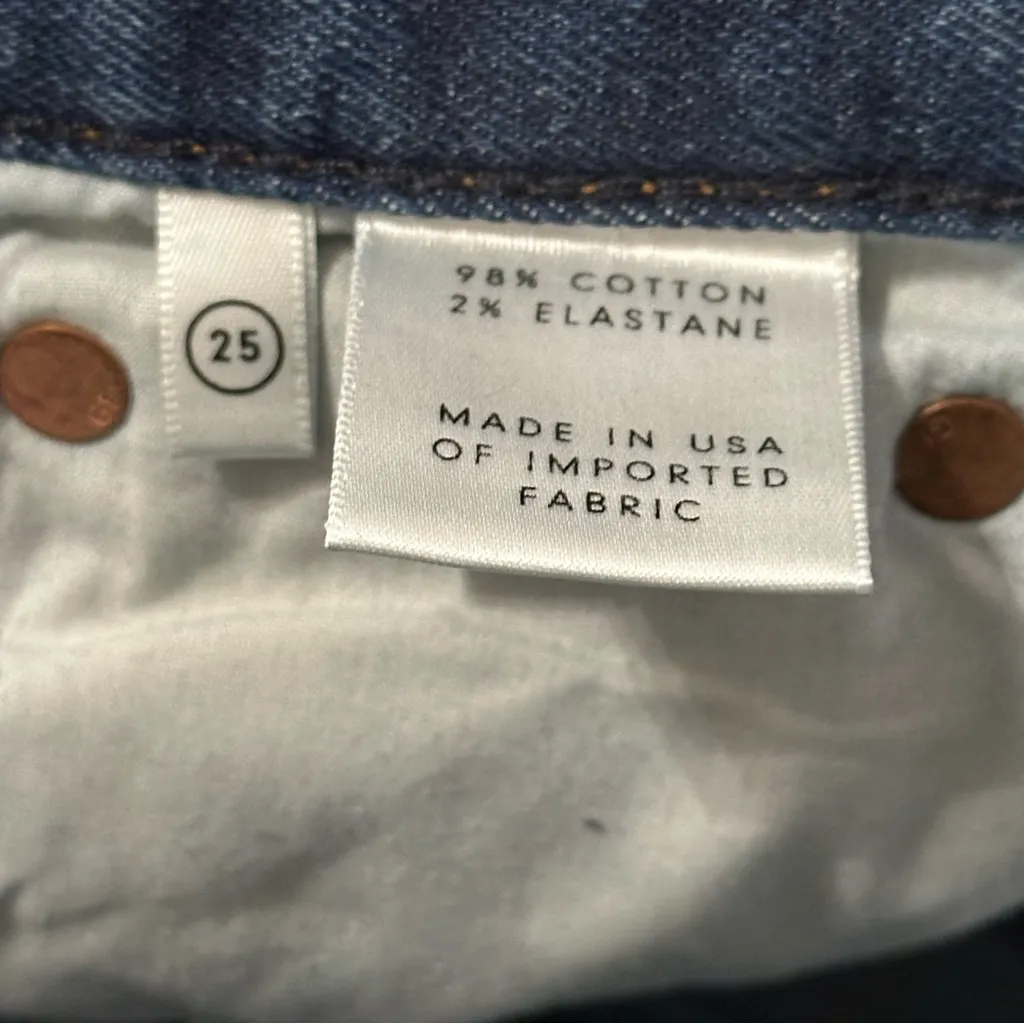 25
98% COTTON
2% ELASTANE
MADE IN USA
OF IMPORTED
FABRIC